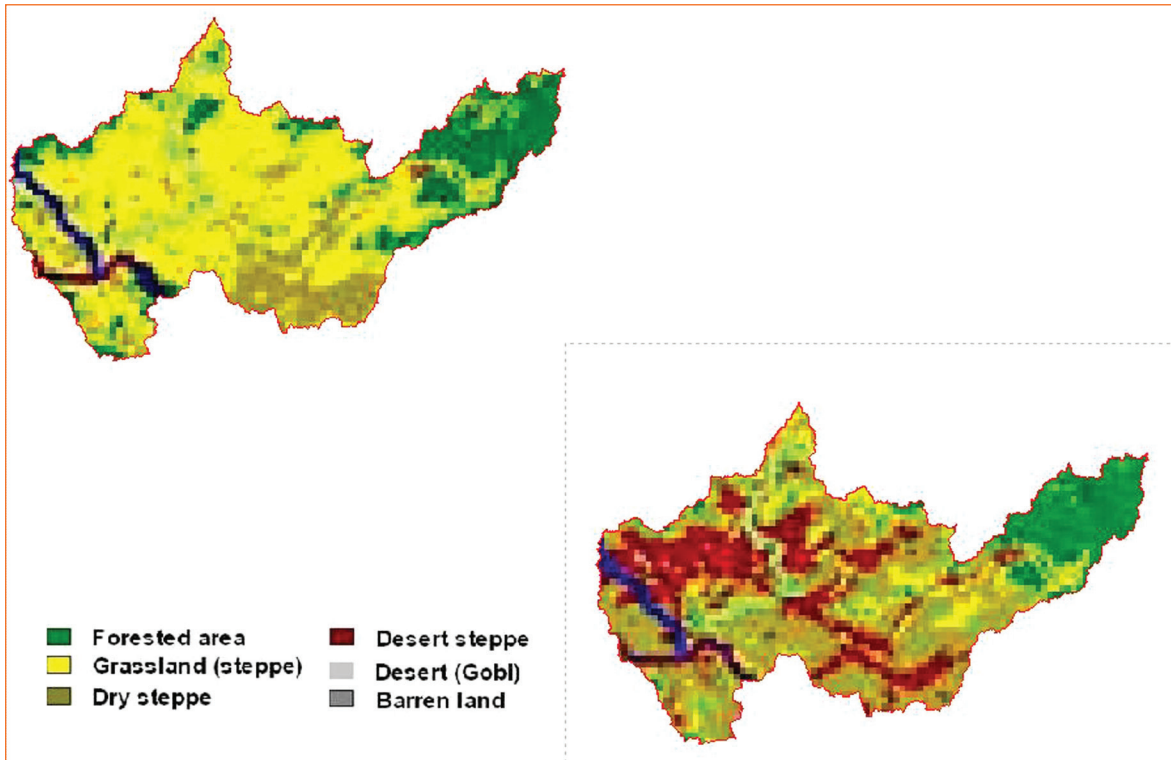 Forested area
Grassland (steppe)
Dry steppe
Desert steppe
Desert (Gobl)
Barren land